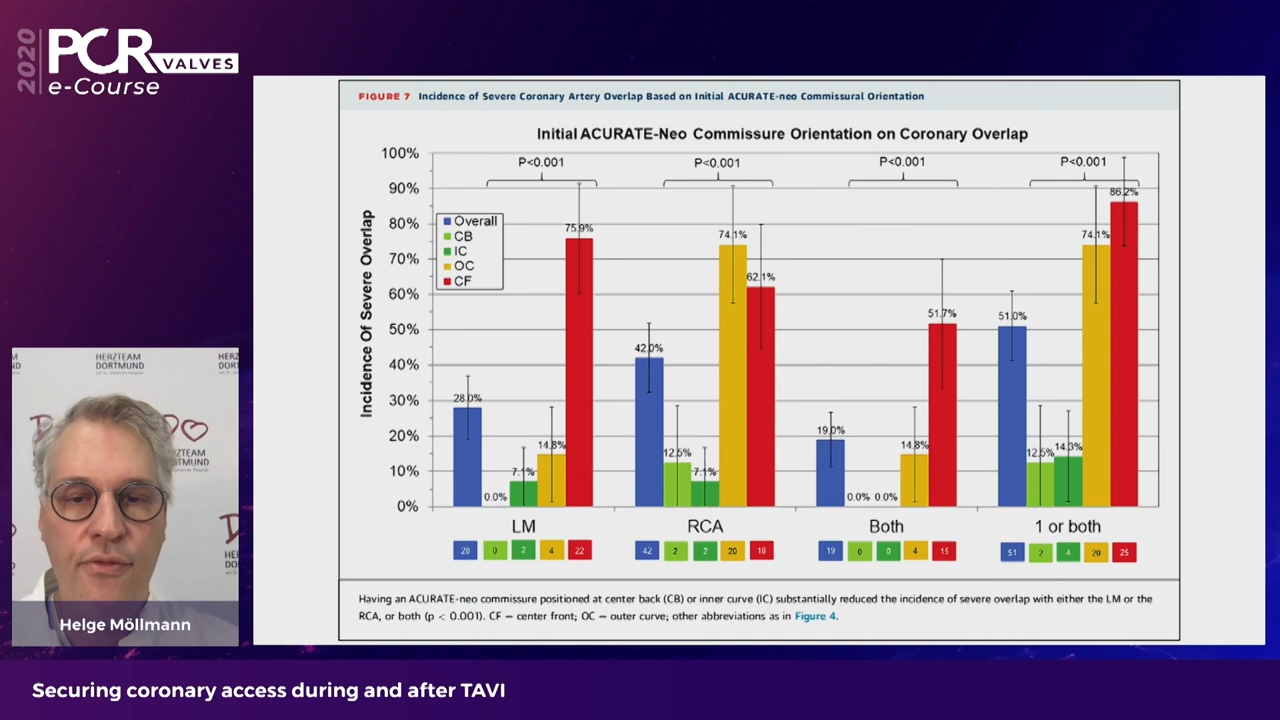 2020
PCR VALVES
e-Course
FIGURE 7 Incidence of Severe Coronary Artery Overlap Based on Initial ACURATE-neo Commissural Orientation
Initial ACURATE-Neo Commissure Orientation on Coronary Overlap
Incidence Of Severe Overlap
100%
90%
80%
70%
60%
50%
40%
30%
20%
10%
0%
Overall
CB
IC
OC
CF
P<0.001
P<0.001
P<0.001
P<0.001
28.0%
0.0%
7.1%
14.8%
75.9%
42.0%
12.5%
7.1%
74.1%
62.1%
19.0%
0.0%
0.0%
14.8%
51.7%
51.0%
12.5%
14.3%
74.1%
86.2%
LM
RCA
Both
1 or both
28 0 2 4 22
42 2 2 20 18
19 0 0 4 15
51 2 4 20 25
Having an ACURATE-neo commissure positioned at center back (CB) or inner curve (IC) substantially reduced the incidence of severe overlap with either the LM or the
RCA, or both (p < 0.001). CF = center front; OC = outer curve; other abbreviations as in Figure 4.
HERZTEAM
DORTMUND
Helge Möllmann
Securing coronary access during and after TAVI